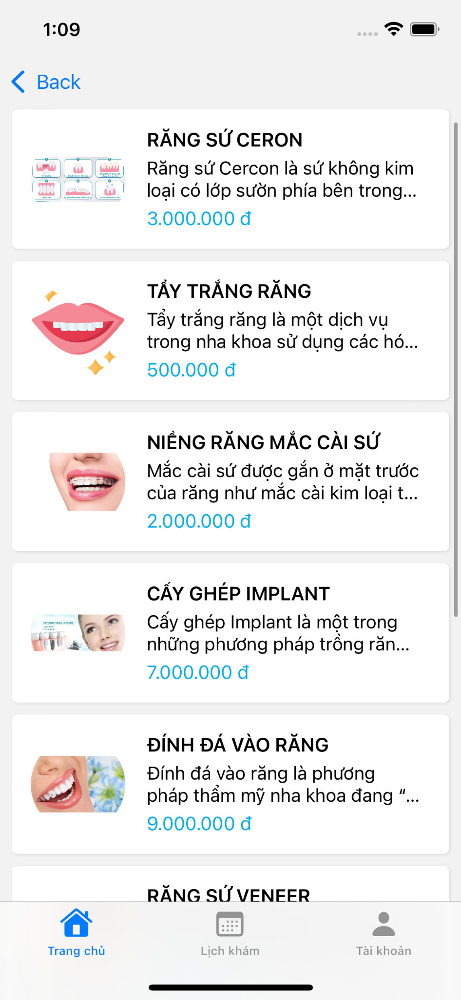 1:09
Back
RĂNG SỨ CERON
Răng sứ Cercon là sứ không kim
loại có lớp sườn phía bên trong...
3.000.000 đ
TẨY TRẮNG RĂNG
Tẩy trắng răng là một dịch vụ
trong nha khoa sử dụng các hó...
500.000 đ
NIỀNG RĂNG MẮC CÀI SỨ
Mắc cài sứ được gắn ở mặt trước
của răng như mắc cài kim loại t...
2.000.000 đ
CẤY GHÉP IMPLANT
Cấy ghép Implant là một trong
những phương pháp trồng răn...
7.000.000 đ
ĐÍNH ĐÁ VÀO RĂNG
Đính đá vào răng là phương
pháp thẩm mỹ nha khoa đang “...
9.000.000 đ
RĂNG SỨ VENEER
Trang chủ
Lịch khám
Tài khoản